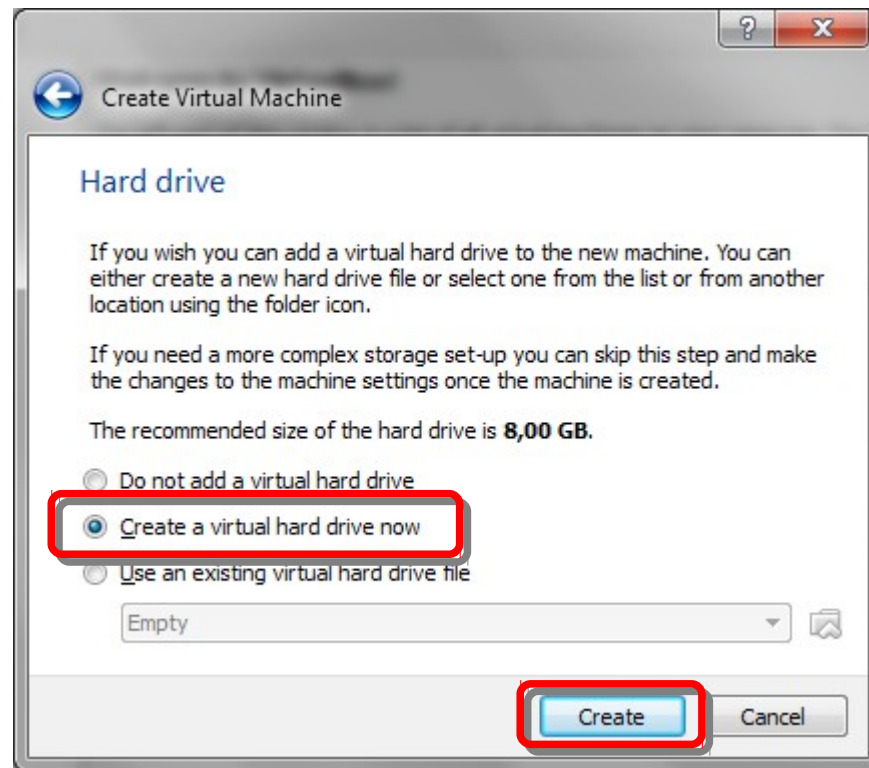 ?
X
Create Virtual Machine
Hard drive
If you wish you can add a virtual hard drive to the new machine. You can
either create a new hard drive file or select one from the list or from another
location using the folder icon.
If you need a more complex storage set-up you can skip this step and make
the changes to the machine settings once the machine is created.
The recommended size of the hard drive is 8,00 GB.
Do not add a virtual hard drive
Create a virtual hard drive now
Use an existing virtual hard drive file
Empty
Create
Cancel